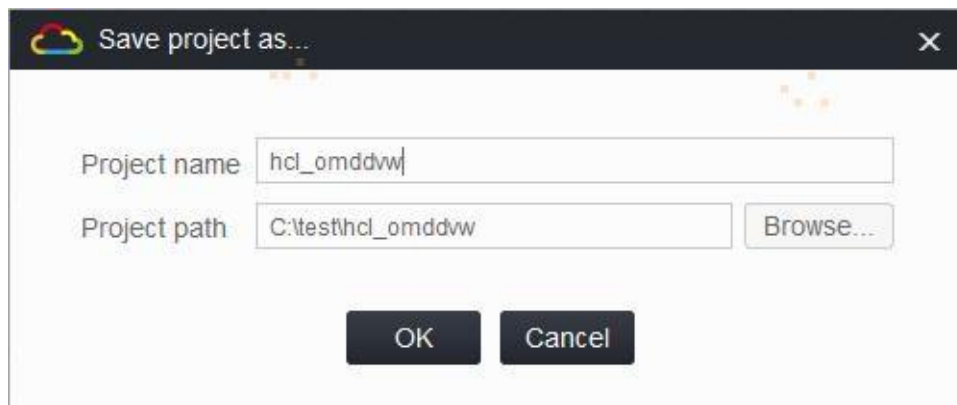 Save project as...
Project name hcl_omddvw
Project path C:\test\hcl_omddvw Browse...
OK Cancel